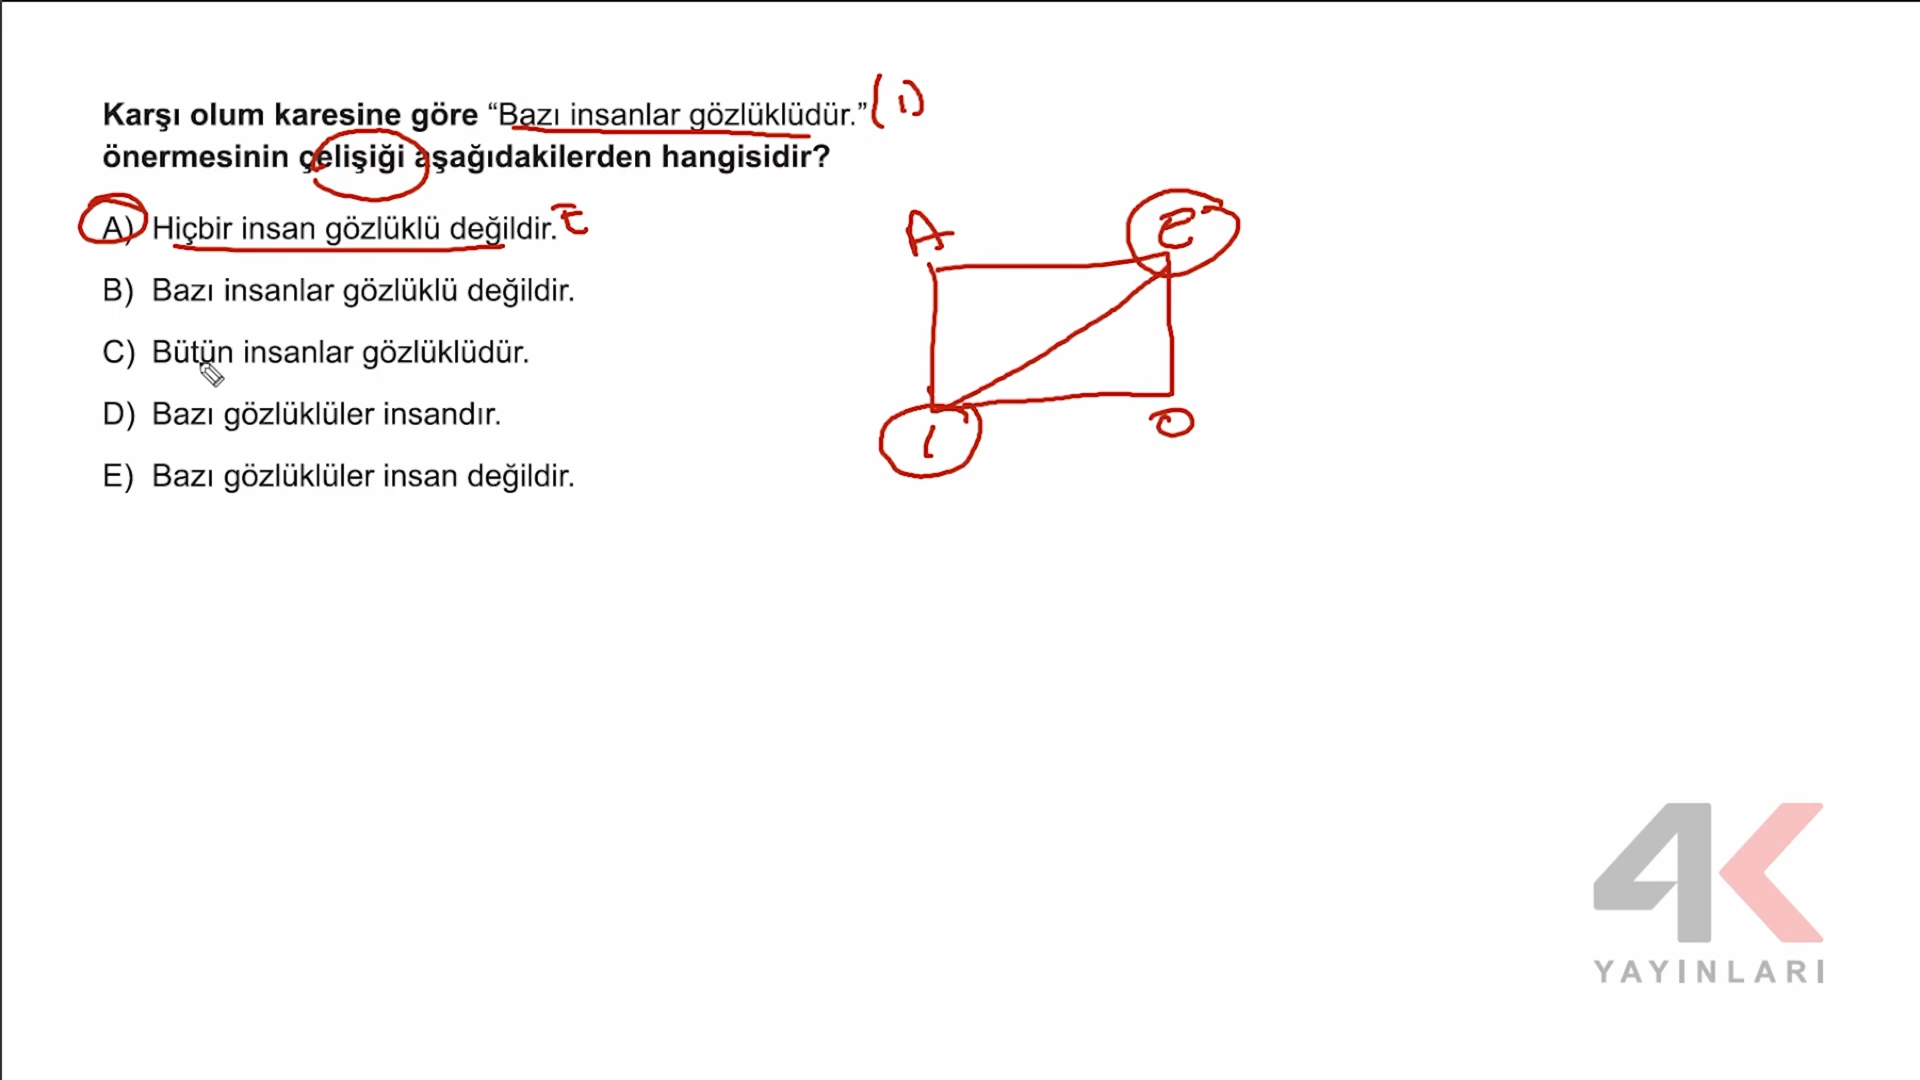 Karşı olum karesine göre “Bazı insanlar gözlüklüdür.” (ı)
önermesinin çelişiği aşağıdakilerden hangisidir?
A) Hiçbir insan gözlüklü değildir. E
B) Bazı insanlar gözlüklü değildir.
C) Bütün insanlar gözlüklüdür.
D) Bazı gözlüklüler insandır.
E) Bazı gözlüklüler insan değildir.
A E
I O
4K
YAYINLARI